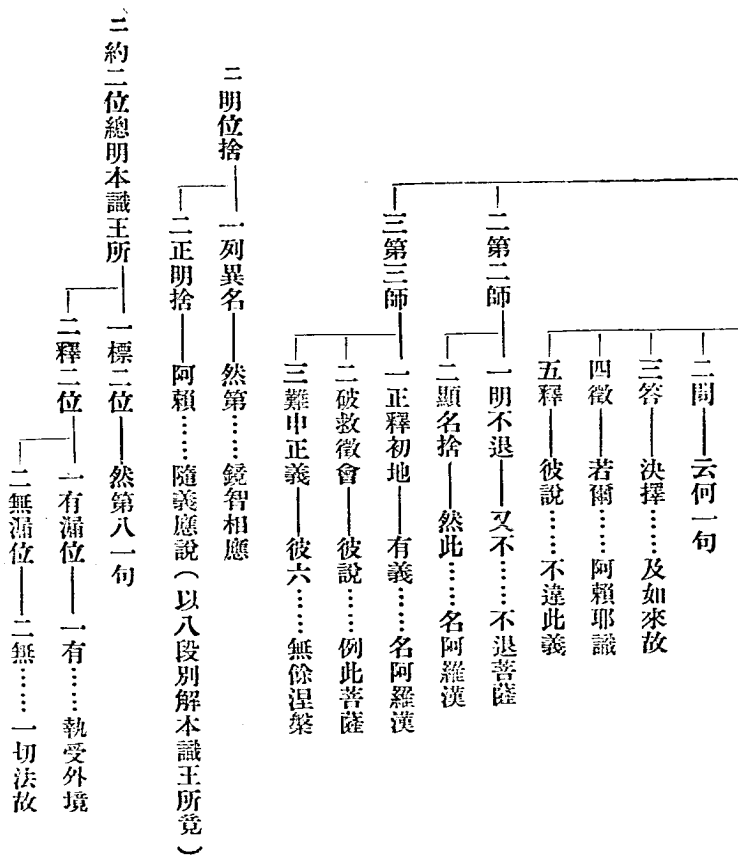 二問——云何一句
三答——決擇……及如來故
四徵——若爾……阿賴耶識
五釋——彼說……不違此義
二第二師
一明不退——又不……不退菩薩
二顯名捨——然此……名阿羅漢
三第三師
一正釋初地——有義……名阿羅漢
二破救徵會——彼說……例此菩薩
三難申正義——彼六……無餘涅槃
二明位捨
一列異名——然第……鏡智相應
二正明捨——阿賴……隨義應說(以八段別解本識王所竟)
二約二位總明本識王所
一標二位——然第八一句
二釋二位
一有漏位——一有……執受外境
二無漏位——二無……一切法故